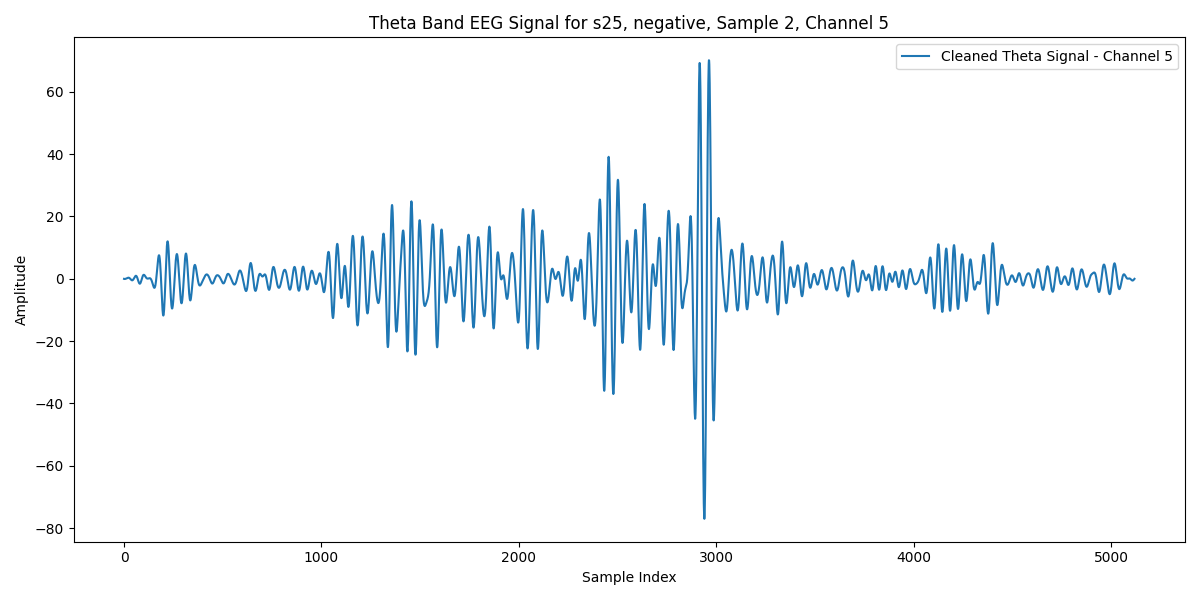 Theta Band EEG Signal for s25, negative, Sample 2, Channel 5
Cleaned Theta Signal - Channel 5
Amplitude
60
40
20
0
−20
−40
−60
−80
0 1000 2000 3000 4000 5000
Sample Index